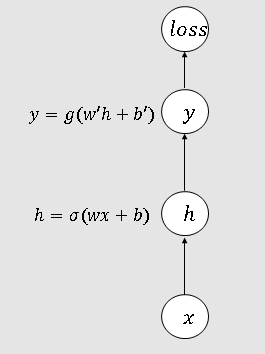 loss
y = g(w'h + b')
y
h = σ(wx + b)
h
x